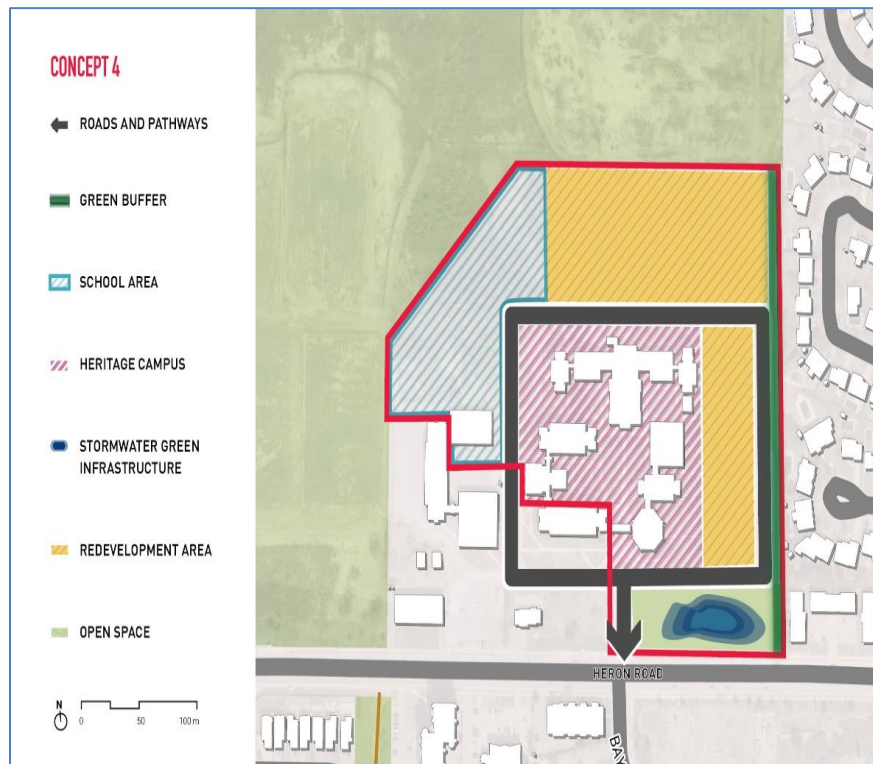 CONCEPT 4
ROADS AND PATHWAYS
GREEN BUFFER
SCHOOL AREA
HERITAGE CAMPUS
STORMWATER GREEN
INFRASTRUCTURE
REDEVELOPMENT AREA
OPEN SPACE
N
0 50 100 m
HERON ROAD
BAY